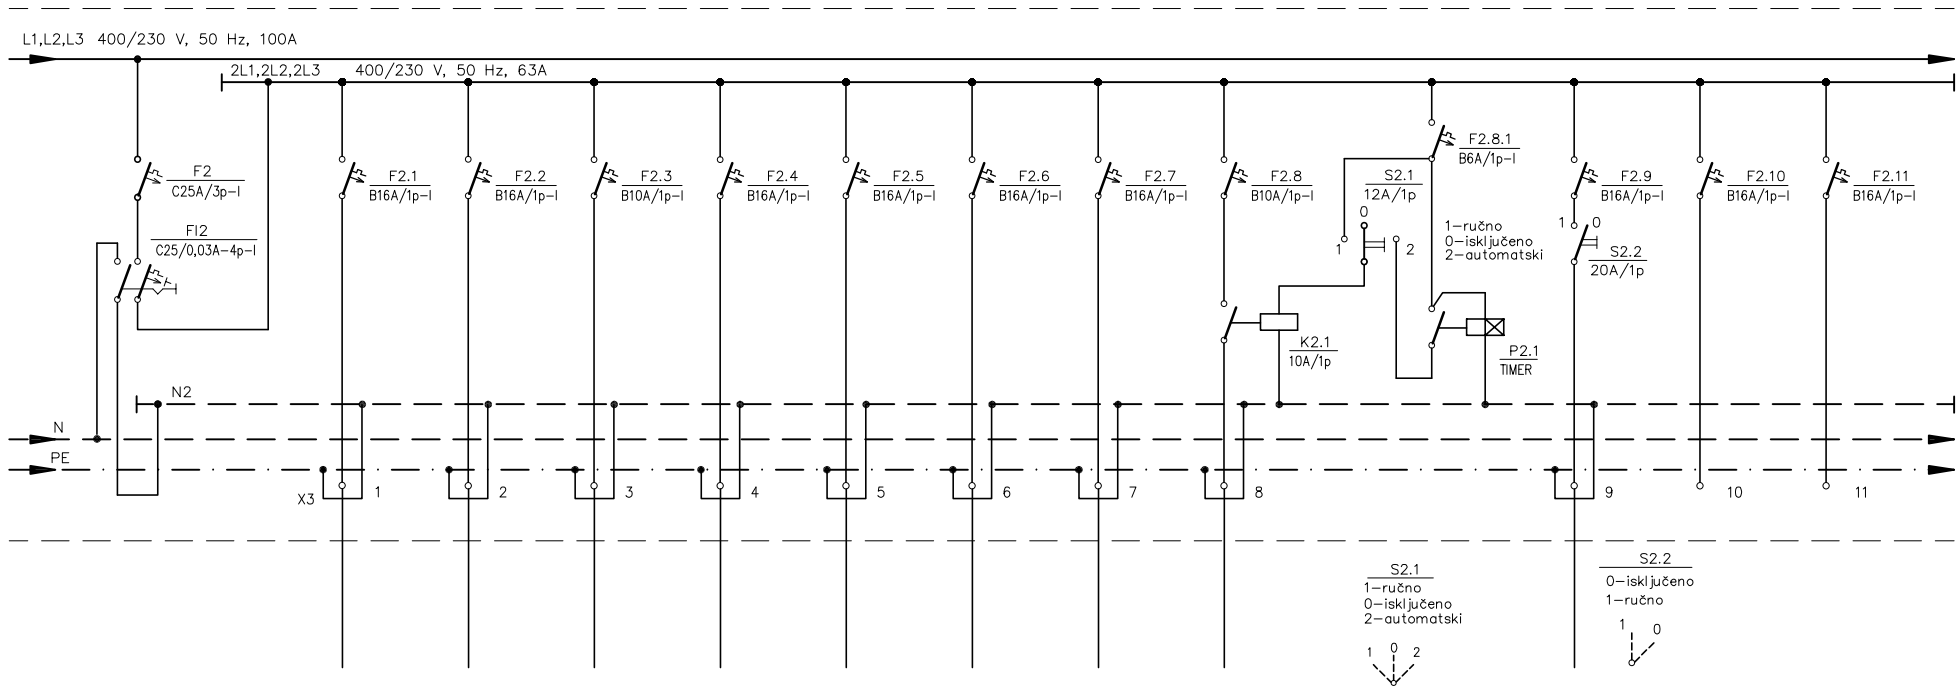 L1,L2,L3 400/230 V, 50 Hz, 100A
2L1,2L2,2L3 400/230 V, 50 Hz, 63A
F2
C25A/3p-I
FI2
C25/0,03A-4p-I
F2.1
B16A/1p-I
F2.2
B16A/1p-I
F2.3
B10A/1p-I
F2.4
B16A/1p-I
F2.5
B16A/1p-I
F2.6
B16A/1p-I
F2.7
B16A/1p-I
F2.8
B10A/1p-I
F2.8.1
B6A/1p-I
S2.1
12A/1p
0
1
2
1-ručno
0-isključeno
2-automatski
F2.9
B16A/1p-I
1 0
S2.2
20A/1p
F2.10
B16A/1p-I
F2.11
B16A/1p-I
K2.1
10A/1p
P2.1
TIMER
N2
N
PE
X3
1
2
3
4
5
6
7
8
9
10
11
S2.1
1-ručno
0-isključeno
2-automatski
1 0 2
S2.2
0-isključeno
1-ručno
1 0